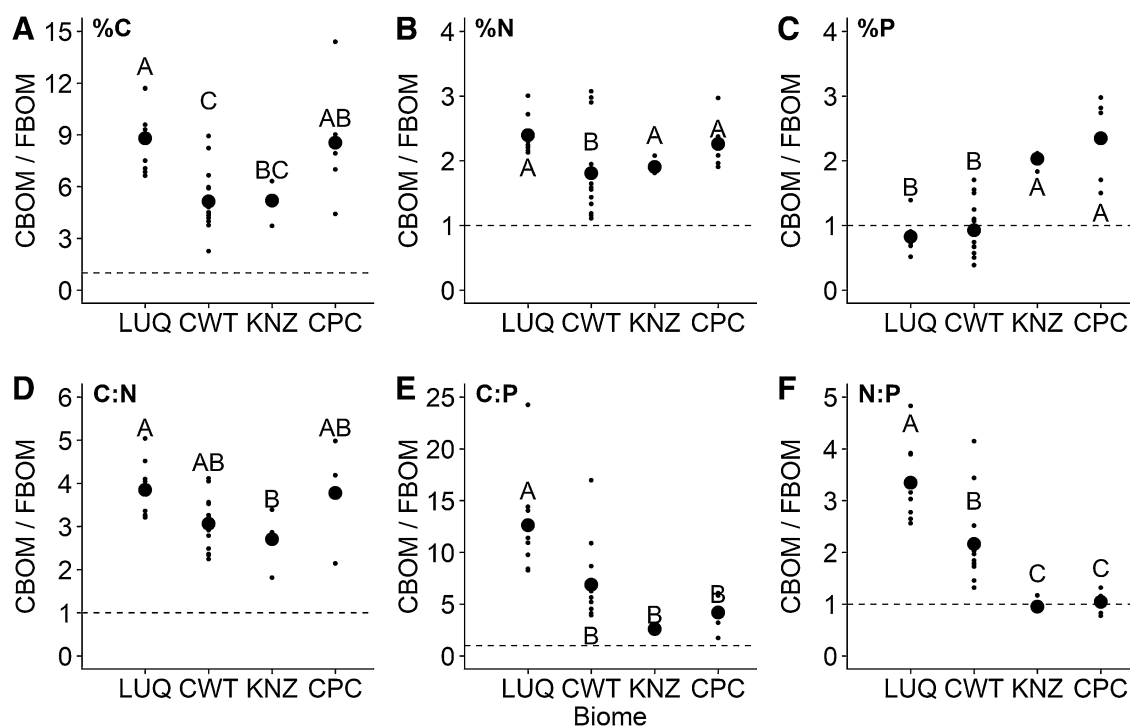 A %C
15
12
9
6
3
0
CBOM / FBOM
A
C
BC
AB
LUQ CWT KNZ CPC
B %N
4
3
2
1
0
CBOM / FBOM
A
B
A
A
LUQ CWT KNZ CPC
C %P
4
3
2
1
0
CBOM / FBOM
B
B
A
A
LUQ CWT KNZ CPC
D C:N
6
5
4
3
2
1
0
CBOM / FBOM
A
AB
B
AB
LUQ CWT KNZ CPC
E C:P
25
20
15
10
5
0
CBOM / FBOM
A
B
B
B
LUQ CWT KNZ CPC
Biome
F N:P
5
4
3
2
1
0
CBOM / FBOM
A
B
C
C
LUQ CWT KNZ CPC